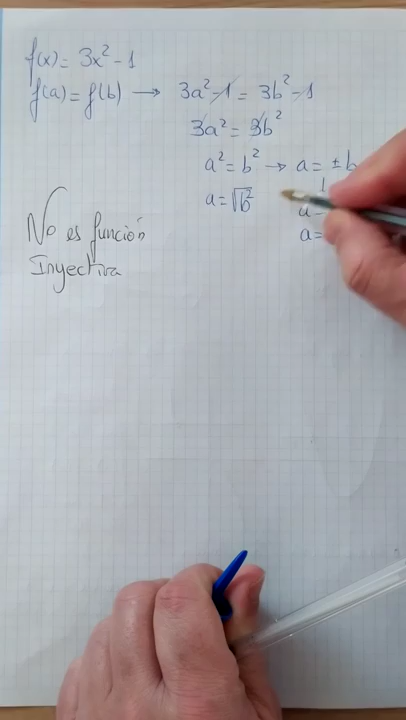 f(x) = 3x² - 1
f(a) = f(b) → 3a² - 1 = 3b² - 1
3a² = 3b²
a² = b² → a = ± b
a = √b²
a =
a =
No es función
Inyectiva